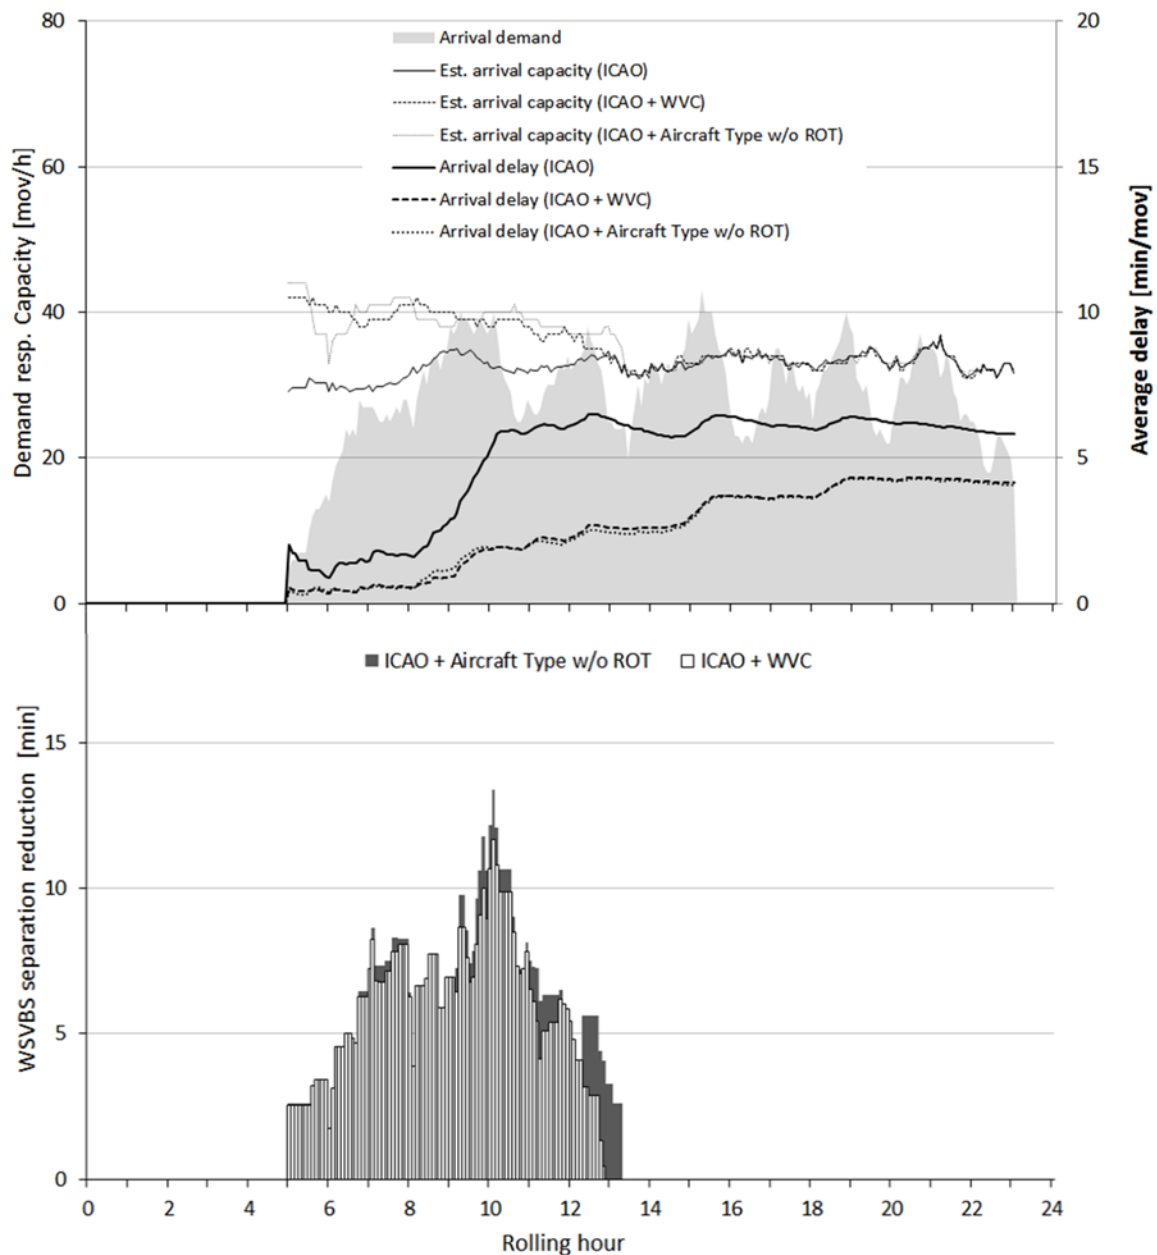 80
60
40
20
0
Demand resp. Capacity [mov/h]
Arrival demand
Est. arrival capacity (ICAO)
Est. arrival capacity (ICAO + WVC)
Est. arrival capacity (ICAO + Aircraft Type w/o ROT)
Arrival delay (ICAO)
Arrival delay (ICAO + WVC)
Arrival delay (ICAO + Aircraft Type w/o ROT)
20
15
10
5
0
Average delay [min/mov]
ICAO + Aircraft Type w/o ROT ICAO + WVC
15
10
5
0
WSVBS separation reduction [min]
0 2 4 6 8 10 12 14 16 18 20 22 24
Rolling hour